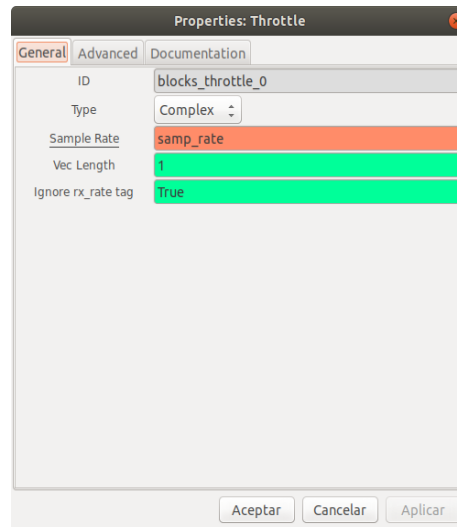 Properties: Throttle
General Advanced Documentation
ID blocks_throttle_0
Type Complex
Sample Rate samp_rate
Vec Length 1
Ignore rx_rate tag True
Aceptar Cancelar Aplicar